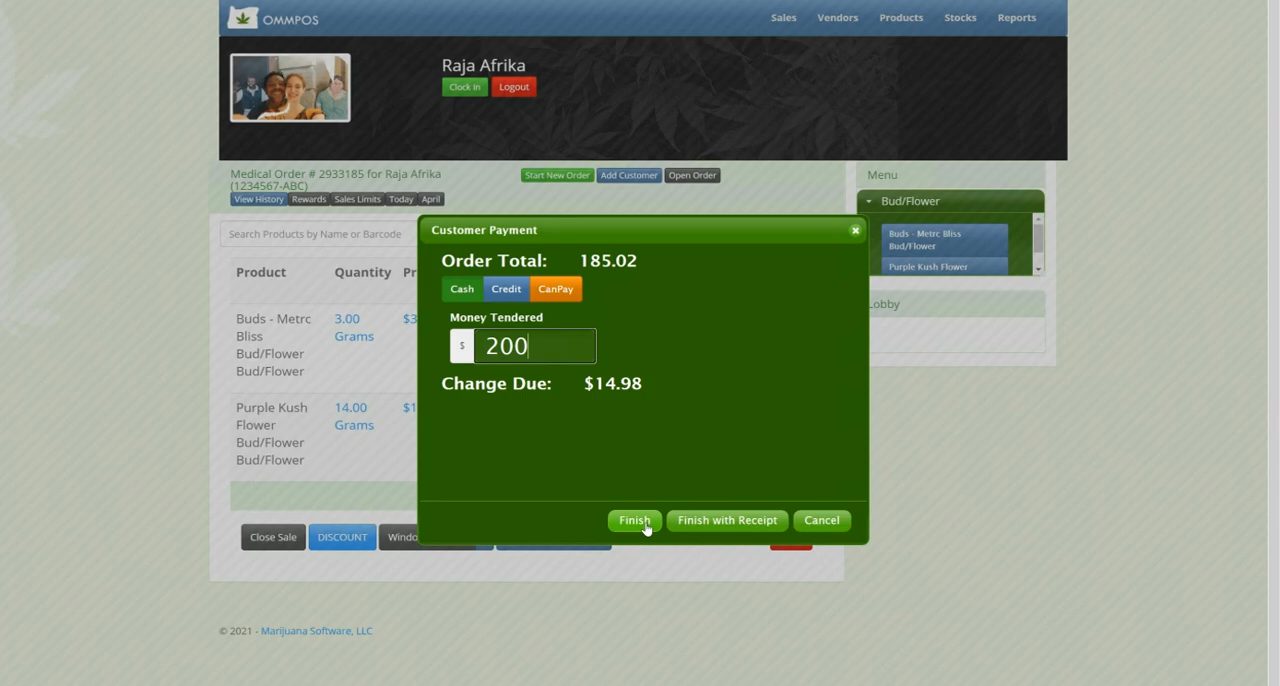 OMMPOS
Sales Vendors Products Stocks Reports
Raja Afrika
Clock In Logout
Medical Order # 2933185 for Raja Afrika
(1234567-ABC)
Start New Order Add Customer Open Order
View History Rewards Sales Limits Today April
Menu
Bud/Flower
Buds - Metrc Bliss
Bud/Flower
Purple Kush Flower
Lobby
Search Products by Name or Barcode
Product Quantity
Buds - Metrc
Bliss
Bud/Flower
Bud/Flower
3.00
Grams
Purple Kush
Flower
Bud/Flower
Bud/Flower
14.00
Grams
Customer Payment
Order Total: 185.02
Cash Credit CanPay
Money Tendered
$ 200
Change Due: $14.98
Finish Finish with Receipt Cancel
Close Sale DISCOUNT
© 2021 - Marijuana Software, LLC